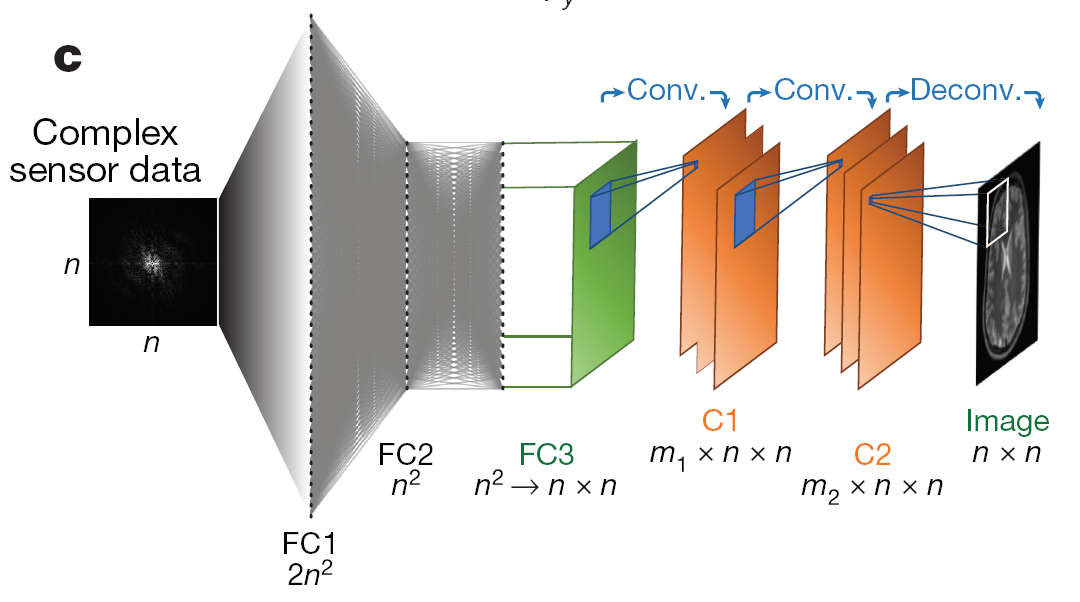 c
Conv.
Conv.
Deconv.
Complex
sensor data
n
n
FC1
2n²
FC2
n²
FC3
n² → n × n
C1
m₁ × n × n
C2
m₂ × n × n
Image
n × n